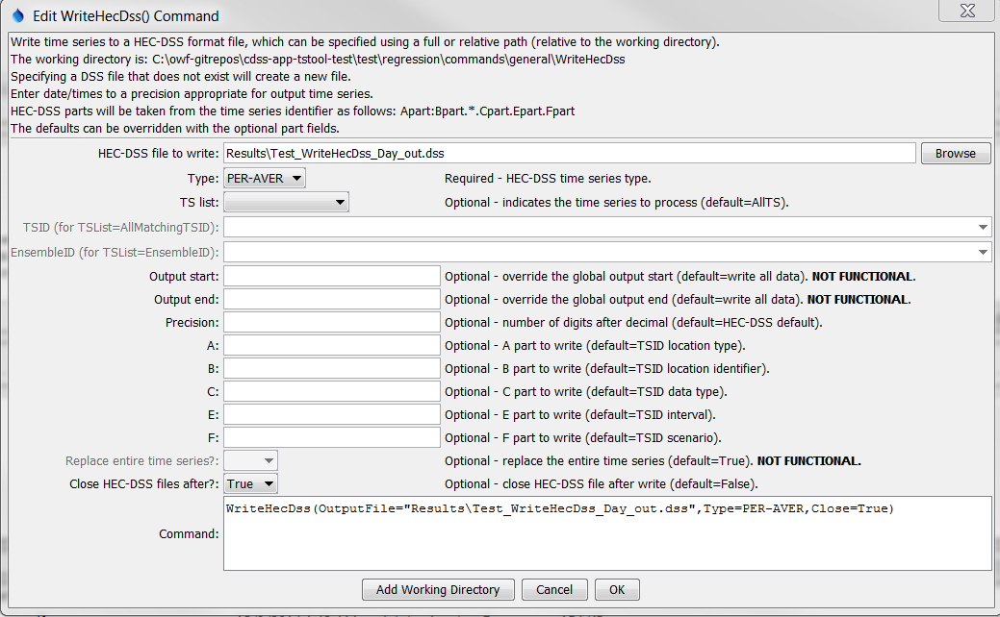 Edit WriteHecDss() Command
Write time series to a HEC-DSS format file, which can be specified using a full or relative path (relative to the working directory).
The working directory is: C:\owf-gitrepos\cdss-app-tstool-test\test\regression\commands\general\WriteHecDss
Specifying a DSS file that does not exist will create a new file.
Enter date/times to a precision appropriate for output time series.
HEC-DSS parts will be taken from the time series identifier as follows: Apart:Bpart.*.Cpart.Epart.Fpart
The defaults can be overridden with the optional part fields.
HEC-DSS file to write: Results\Test_WriteHecDss_Day_out.dss Browse
Type: PER-AVER Required - HEC-DSS time series type.
TS list: Optional - indicates the time series to process (default=AllTS).
TSID (for TSList=AllMatchingTSID):
EnsembleID (for TSList=EnsembleID):
Output start: Optional - override the global output start (default=write all data). NOT FUNCTIONAL.
Output end: Optional - override the global output end (default=write all data). NOT FUNCTIONAL.
Precision: Optional - number of digits after decimal (default=HEC-DSS default).
A: Optional - A part to write (default=TSID location type).
B: Optional - B part to write (default=TSID location identifier).
C: Optional - C part to write (default=TSID data type).
E: Optional - E part to write (default=TSID interval).
F: Optional - F part to write (default=TSID scenario).
Replace entire time series?: Optional - replace the entire time series (default=True). NOT FUNCTIONAL.
Close HEC-DSS files after?: True Optional - close HEC-DSS file after write (default=False).
Command: WriteHecDss(OutputFile="Results\Test_WriteHecDss_Day_out.dss",Type=PER-AVER,Close=True)
Add Working Directory Cancel OK